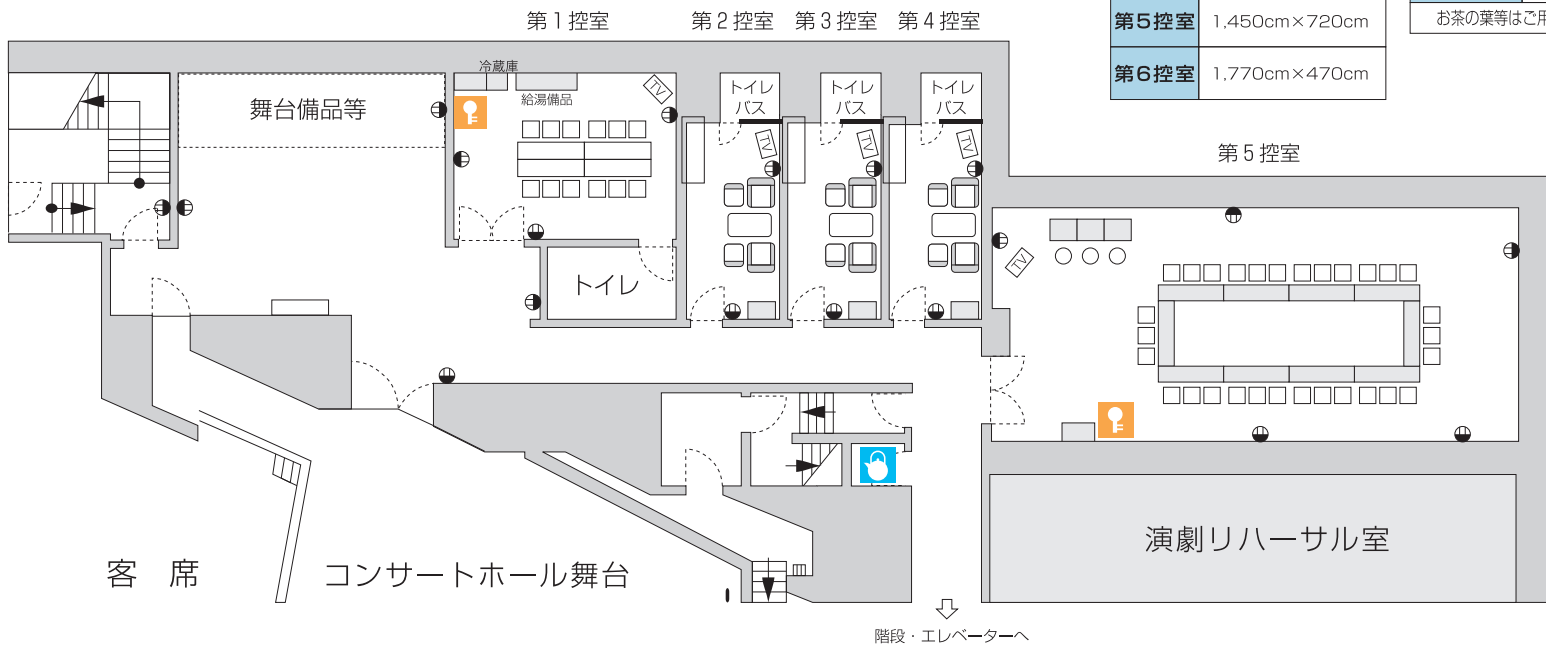 第１控室
第２控室
第３控室
第４控室
第5控室 1,450cm×720cm
第6控室 1,770cm×470cm
お茶の葉等はご用
冷蔵庫
給湯備品
TV
舞台備品等
トイレ
バス
トイレ
バス
トイレ
バス
TV
TV
TV
第５控室
TV
トイレ
演劇リハーサル室
客 席
コンサートホール舞台
階段・エレベーターへ